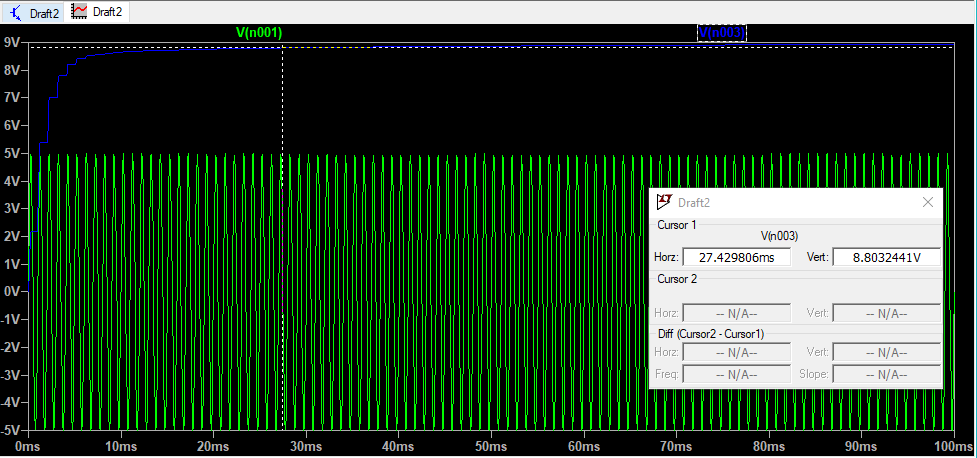 Draft2 Draft2
V(n001) V(n003)
9V
8V
7V
6V
5V
4V
3V
2V
1V
0V
-1V
-2V
-3V
-4V
-5V
0ms 10ms 20ms 30ms 40ms 50ms 60ms 70ms 80ms 90ms 100ms
Draft2
Cursor 1
V(n003)
Horz: 27.429806ms Vert: 8.8032441V
Cursor 2
Horz: -- N/A-- Vert: -- N/A--
Diff (Cursor2 - Cursor1)
Horz: -- N/A-- Vert: -- N/A--
Freq: -- N/A-- Slope: -- N/A--